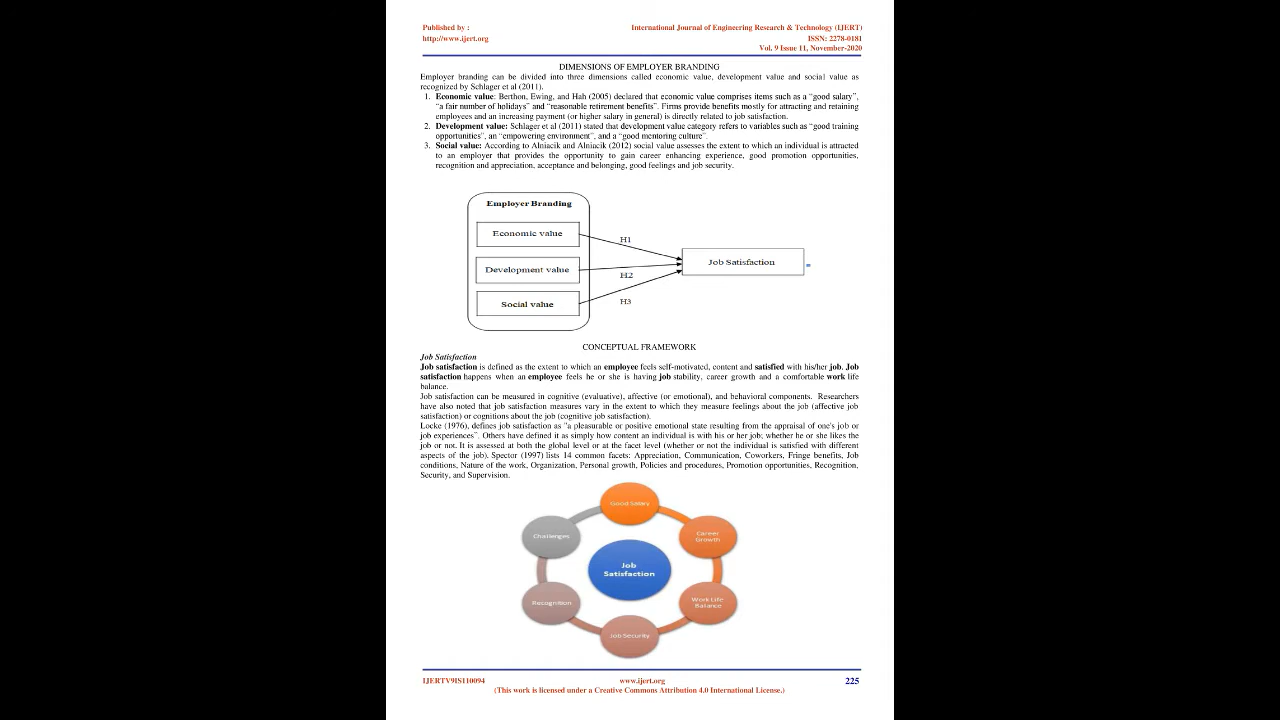 Published by :
International Journal of Engineering Research & Technology (IJERT)
http://www.ijert.org
ISSN: 2278-0181
Vol. 9 Issue 11, November-2020
DIMENSIONS OF EMPLOYER BRANDING
Employer branding can be divided into three dimensions called economic value, development value and social value as
recognized by Schlager et al (2011).
1. Economic value: Berthon, Ewing, and Hah (2005) declared that economic value comprises items such as a “good salary”,
“a fair number of holidays” and “reasonable retirement benefits”. Firms provide benefits mostly for attracting and retaining
employees and an increasing payment (or higher salary in general) is directly related to job satisfaction.
2. Development value: Schlager et al (2011) stated that development value category refers to variables such as “good training
opportunities”, an “empowering environment”, and a “good mentoring culture”.
3. Social value: According to Alniacik and Alniacik (2012) social value assesses the extent to which an individual is attracted
to an employer that provides the opportunity to gain career enhancing experience, good promotion opportunities,
recognition and appreciation, acceptance and belonging, good feelings and job security.
Employer Branding
Economic value
Development value
Social value
H1
H2
H3
Job Satisfaction
CONCEPTUAL FRAMEWORK
Job Satisfaction
Job satisfaction is defined as the extent to which an employee feels self-motivated, content and satisfied with his/her job. Job
satisfaction happens when an employee feels he or she is having job stability, career growth and a comfortable work life
balance.
Job satisfaction can be measured in cognitive (evaluative), affective (or emotional), and behavioral components. Researchers
have also noted that job satisfaction measures vary in the extent to which they measure feelings about the job (affective job
satisfaction) or cognitions about the job (cognitive job satisfaction).
Locke (1976), defines job satisfaction as "a pleasurable or positive emotional state resulting from the appraisal of one's job or
job experiences". Others have defined it as simply how content an individual is with his or her job; whether he or she likes the
job or not. It is assessed at both the global level or at the facet level (whether or not the individual is satisfied with different
aspects of the job). Spector (1997) lists 14 common facets: Appreciation, Communication, Coworkers, Fringe benefits, Job
conditions, Nature of the work, Organization, Personal growth, Policies and procedures, Promotion opportunities, Recognition,
Security, and Supervision.
Good Salary
Career
Growth
Work Life
Balance
Job Security
Recognition
Challenges
Job
Satisfaction
IJERTV9IS110094
www.ijert.org
225
(This work is licensed under a Creative Commons Attribution 4.0 International License.)